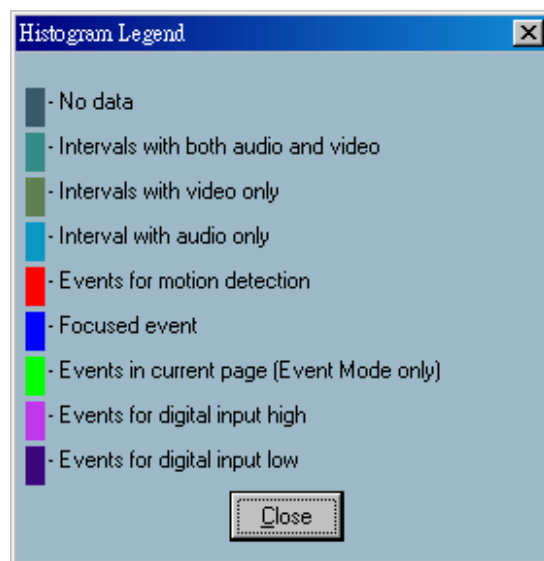 Histogram Legend
- No data
- Intervals with both audio and video
- Intervals with video only
- Interval with audio only
- Events for motion detection
- Focused event
- Events in current page (Event Mode only)
- Events for digital input high
- Events for digital input low
Close